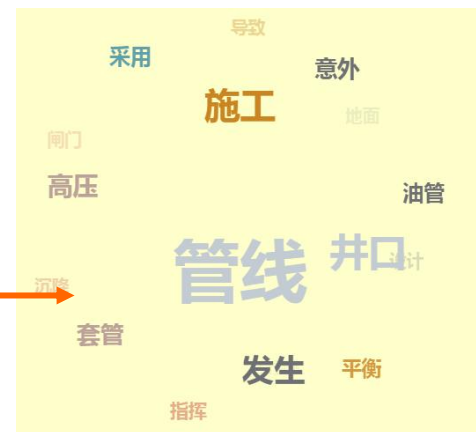 导致
采用
意外
施工
地面
闸门
高压
油管
井口
管线
设计
沉降
套管
发生
平衡
指挥